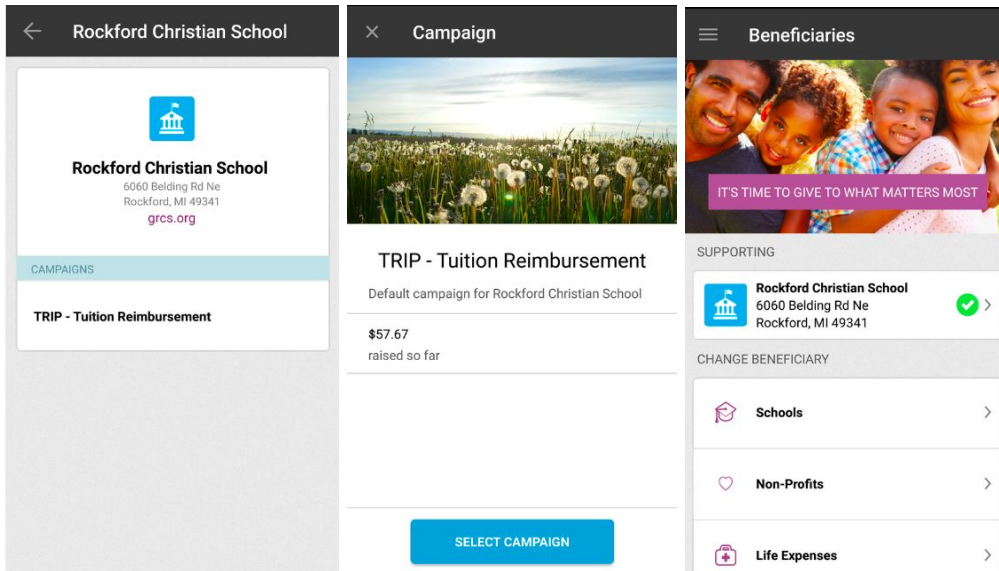 Rockford Christian School
Rockford Christian School
6060 Belding Rd Ne
Rockford, MI 49341
grcs.org
CAMPAIGNS
TRIP - Tuition Reimbursement
Campaign
TRIP - Tuition Reimbursement
Default campaign for Rockford Christian School
$57.67
raised so far
SELECT CAMPAIGN
Beneficiaries
IT'S TIME TO GIVE TO WHAT MATTERS MOST
SUPPORTING
Rockford Christian School
6060 Belding Rd Ne
Rockford, MI 49341
CHANGE BENEFICIARY
Schools
Non-Profits
Life Expenses